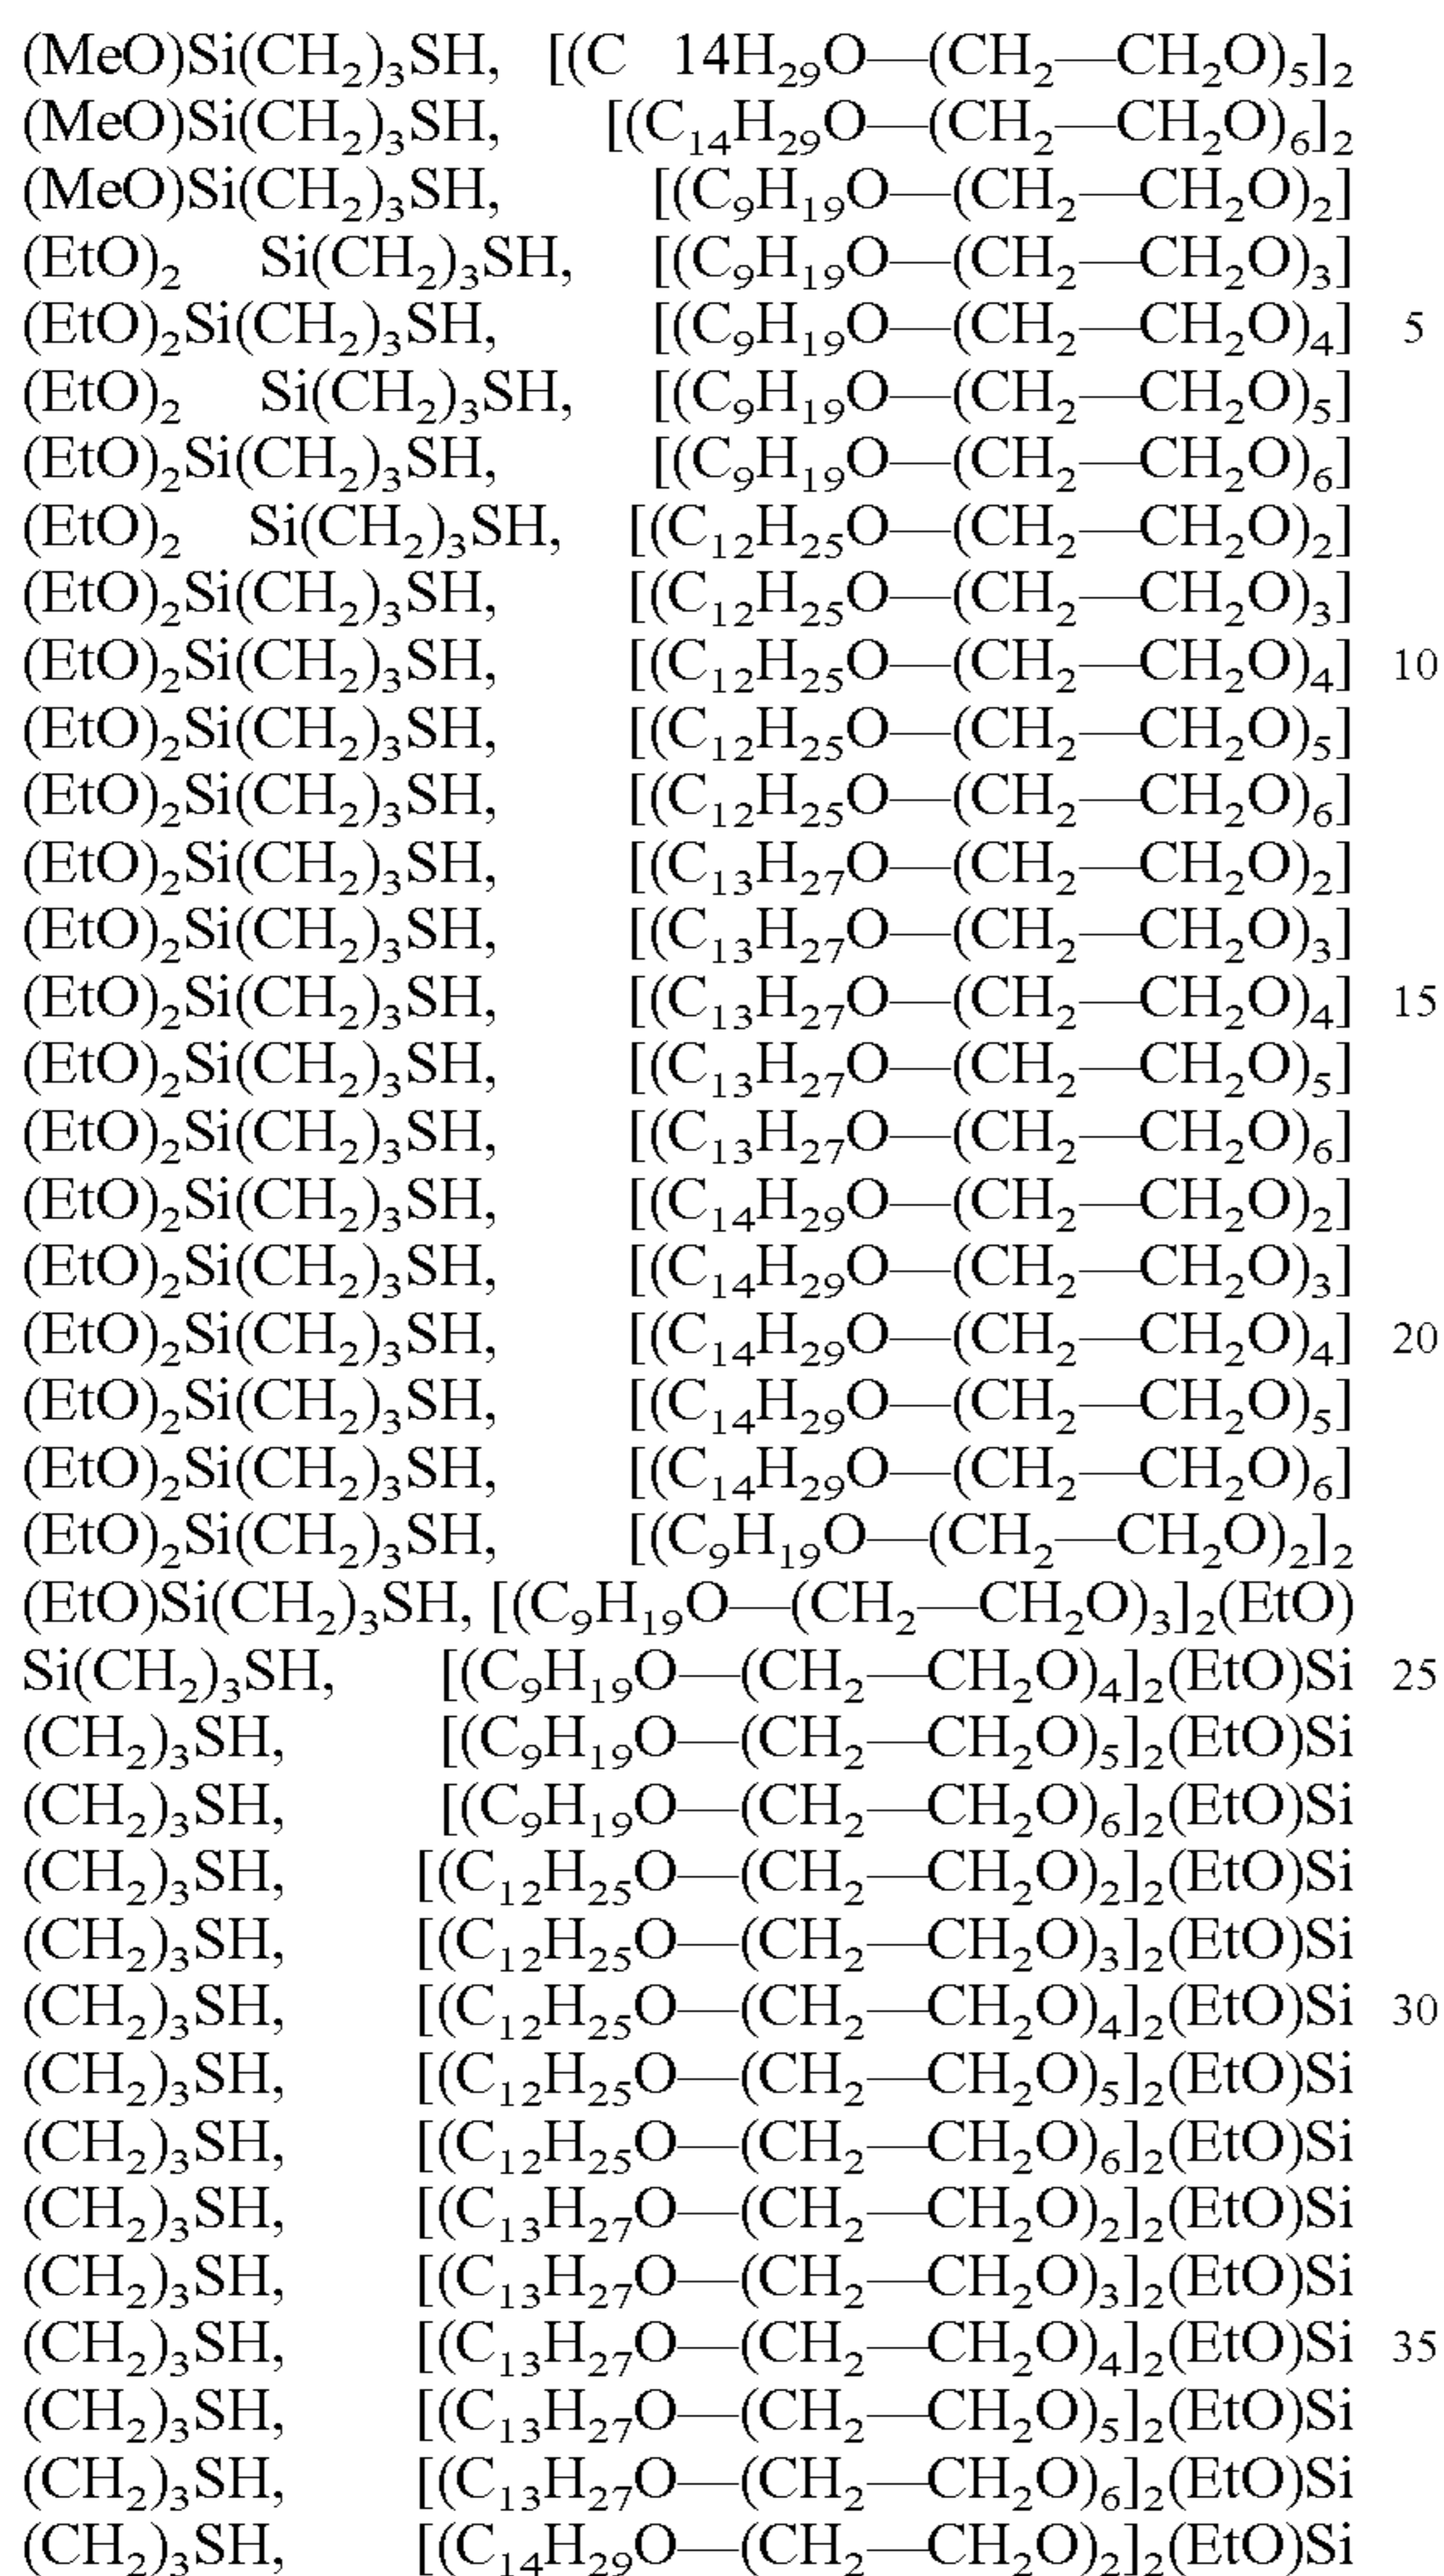 (MeO)Si(CH₂)₃SH, [(C 14H₂₉O—(CH₂—CH₂O)₅]₂
(MeO)Si(CH₂)₃SH, [(C₁₄H₂₉O—(CH₂—CH₂O)₆]₂
(MeO)Si(CH₂)₃SH, [(C₉H₁₉O—(CH₂—CH₂O)₂]
(EtO)₂ Si(CH₂)₃SH, [(C₉H₁₉O—(CH₂—CH₂O)₃]
(EtO)₂Si(CH₂)₃SH, [(C₉H₁₉O—(CH₂—CH₂O)₄] 5
(EtO)₂ Si(CH₂)₃SH, [(C₉H₁₉O—(CH₂—CH₂O)₅]
(EtO)₂Si(CH₂)₃SH, [(C₉H₁₉O—(CH₂—CH₂O)₆]
(EtO)₂ Si(CH₂)₃SH, [(C₁₂H₂₅O—(CH₂—CH₂O)₂]
(EtO)₂Si(CH₂)₃SH, [(C₁₂H₂₅O—(CH₂—CH₂O)₃]
(EtO)₂Si(CH₂)₃SH, [(C₁₂H₂₅O—(CH₂—CH₂O)₄] 10
(EtO)₂Si(CH₂)₃SH, [(C₁₂H₂₅O—(CH₂—CH₂O)₅]
(EtO)₂Si(CH₂)₃SH, [(C₁₂H₂₅O—(CH₂—CH₂O)₆]
(EtO)₂Si(CH₂)₃SH, [(C₁₃H₂₇O—(CH₂—CH₂O)₂]
(EtO)₂Si(CH₂)₃SH, [(C₁₃H₂₇O—(CH₂—CH₂O)₃]
(EtO)₂Si(CH₂)₃SH, [(C₁₃H₂₇O—(CH₂—CH₂O)₄] 15
(EtO)₂Si(CH₂)₃SH, [(C₁₃H₂₇O—(CH₂—CH₂O)₅]
(EtO)₂Si(CH₂)₃SH, [(C₁₃H₂₇O—(CH₂—CH₂O)₆]
(EtO)₂Si(CH₂)₃SH, [(C₁₄H₂₉O—(CH₂—CH₂O)₂]
(EtO)₂Si(CH₂)₃SH, [(C₁₄H₂₉O—(CH₂—CH₂O)₃]
(EtO)₂Si(CH₂)₃SH, [(C₁₄H₂₉O—(CH₂—CH₂O)₄] 20
(EtO)₂Si(CH₂)₃SH, [(C₁₄H₂₉O—(CH₂—CH₂O)₅]
(EtO)₂Si(CH₂)₃SH, [(C₁₄H₂₉O—(CH₂—CH₂O)₆]
(EtO)₂Si(CH₂)₃SH, [(C₉H₁₉O—(CH₂—CH₂O)₂]₂
(EtO)Si(CH₂)₃SH, [(C₉H₁₉O—(CH₂—CH₂O)₃]₂(EtO)
Si(CH₂)₃SH, [(C₉H₁₉O—(CH₂—CH₂O)₄]₂(EtO)Si 25
(CH₂)₃SH, [(C₉H₁₉O—(CH₂—CH₂O)₅]₂(EtO)Si
(CH₂)₃SH, [(C₉H₁₉O—(CH₂—CH₂O)₆]₂(EtO)Si
(CH₂)₃SH, [(C₁₂H₂₅O—(CH₂—CH₂O)₂]₂(EtO)Si
(CH₂)₃SH, [(C₁₂H₂₅O—(CH₂—CH₂O)₃]₂(EtO)Si
(CH₂)₃SH, [(C₁₂H₂₅O—(CH₂—CH₂O)₄]₂(EtO)Si 30
(CH₂)₃SH, [(C₁₂H₂₅O—(CH₂—CH₂O)₅]₂(EtO)Si
(CH₂)₃SH, [(C₁₂H₂₅O—(CH₂—CH₂O)₆]₂(EtO)Si
(CH₂)₃SH, [(C₁₃H₂₇O—(CH₂—CH₂O)₂]₂(EtO)Si
(CH₂)₃SH, [(C₁₃H₂₇O—(CH₂—CH₂O)₃]₂(EtO)Si
(CH₂)₃SH, [(C₁₃H₂₇O—(CH₂—CH₂O)₄]₂(EtO)Si 35
(CH₂)₃SH, [(C₁₃H₂₇O—(CH₂—CH₂O)₅]₂(EtO)Si
(CH₂)₃SH, [(C₁₃H₂₇O—(CH₂—CH₂O)₆]₂(EtO)Si
(CH₂)₃SH, [(C₁₄H₂₉O—(CH₂—CH₂O)₂]₂(EtO)Si